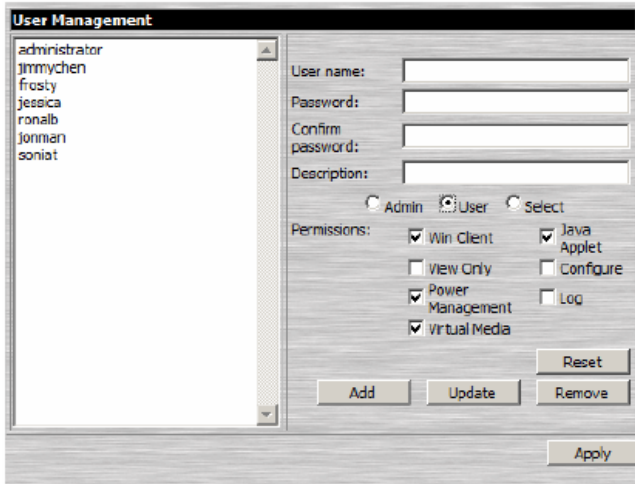 User Management
administrator
jimmychen
frosty
jessica
ronalb
jonman
soniat
User name:
Password:
Confirm
password:
Description:
Admin User Select
Permissions:
Win Client
Java
Applet
View Only
Configure
Power
Management
Log
Virtual Media
Reset
Add Update Remove
Apply